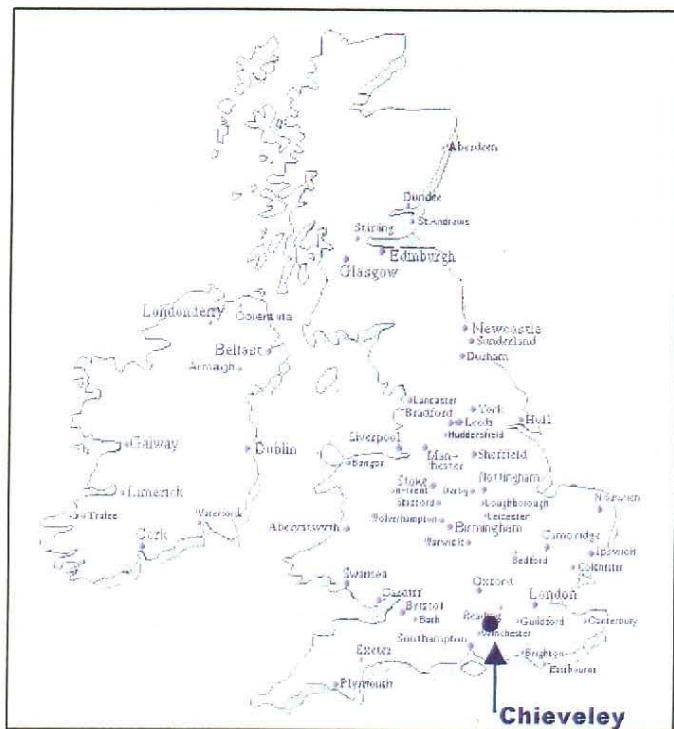 Aberdeen
Dundee
St.Andrews
Stirling
Edinburgh
Glasgow
Londonderry
Newcastle
Sunderland
Belfast
Durham
Armagh
Lancaster
Bradford
York
Leeds
Hull
Huddersfield
Galway
Dublin
Liverpool
Man-
chester
Sheffield
Bangor
Stoke
on-Trent
Nottingham
Derby
Limerick
Stafford
Loughborough
Norwich
Tralee
Waterford
Leicester
Wolverhampton
Aberystwyth
Birmingham
Cork
Warwick
Cambridge
Bedford
Ipswich
Colchester
Swansea
Oxford
Cardiff
London
Bristol
Reading
Bath
Guildford
Canterbury
Winchester
Southampton
Exeter
Brighton
Eastbourne
Plymouth
Chieveley